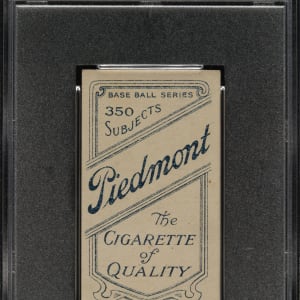 BASE BALL SERIES
350
SUBJECTS
Piedmont
The
CIGARETTE
of
QUALITY